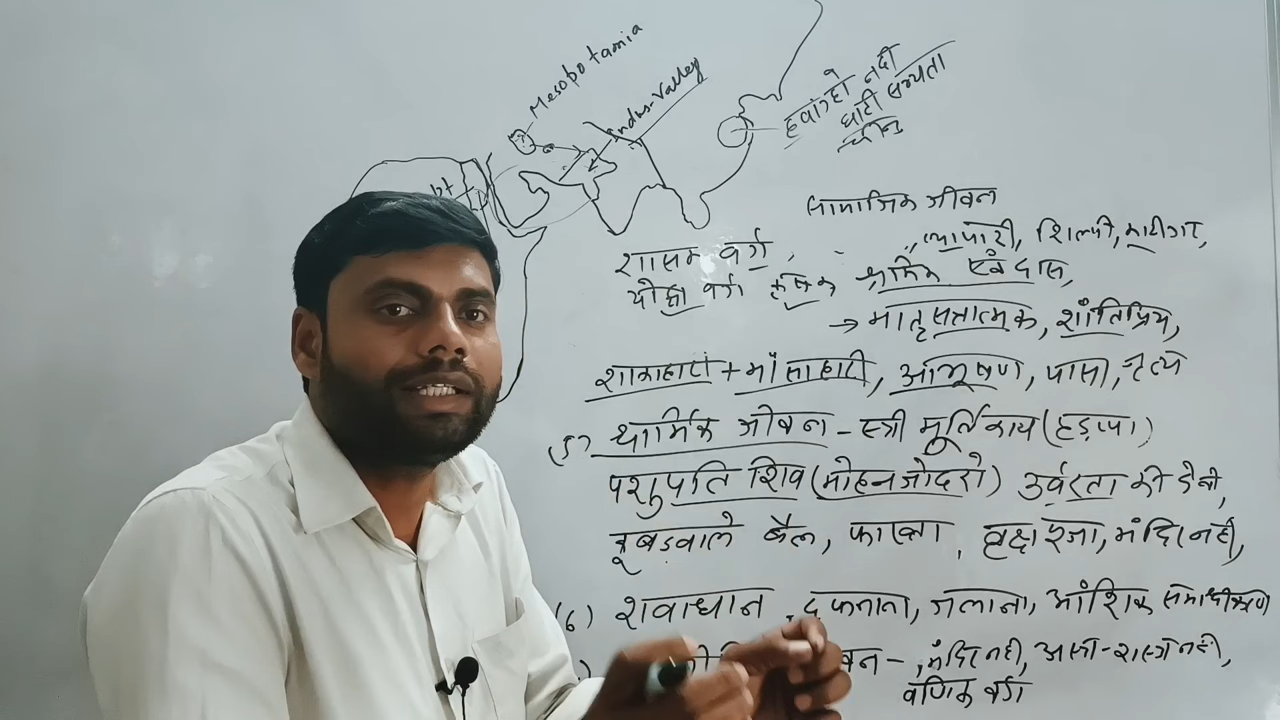 Mesopotamia
Indus-Valley
हवांगहो नदी
घाटी सभ्यता
चीन
सामाजिक जीवन
शासक वर्ग, व्यापारी, शिल्पी, कारीगर,
योद्धा वर्ग कृषक श्रमिक एवं दास,
→ मातृसत्तात्मक, शांतिप्रिय,
शाकाहारी + मांसाहारी, आभूषण, पासा, नृत्य
5) धार्मिक जीवन - स्त्री मूर्तिकाय (हड़प्पा)
पशुपति शिव (मोहनजोदरो) उर्वरता की देवी,
कूबड़वाले बैल, फाख्ता, वृक्ष पूजा, मंदिर नहीं,
(6) शवाधान, दफनाना, जलाना, आंशिक समाधीकरण
- , मंदिर नहीं, अस्त्र-शस्त्र नहीं,
वणिक वर्ग